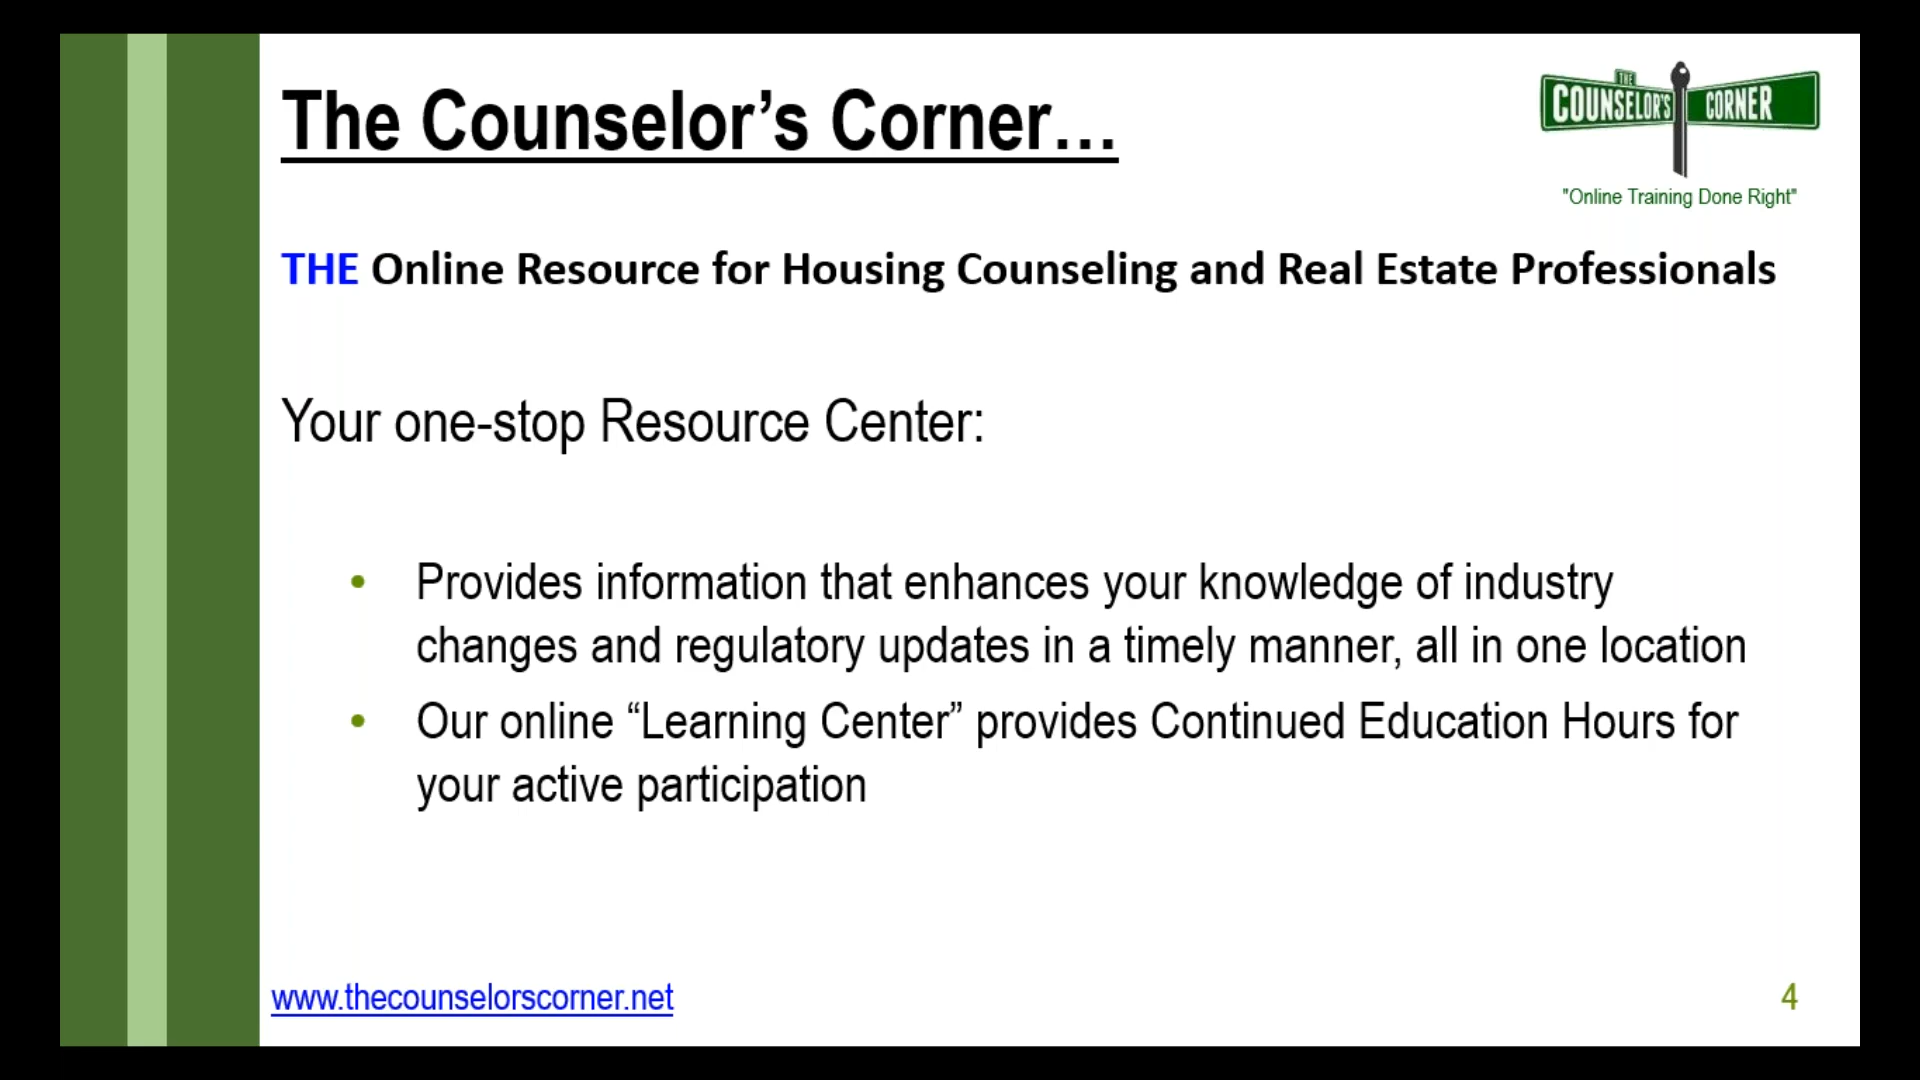 The Counselor’s Corner…
THE
COUNSELOR'S CORNER
"Online Training Done Right"
THE Online Resource for Housing Counseling and Real Estate Professionals
Your one-stop Resource Center:
• Provides information that enhances your knowledge of industry
changes and regulatory updates in a timely manner, all in one location
• Our online “Learning Center” provides Continued Education Hours for
your active participation
www.thecounselorscorner.net
4